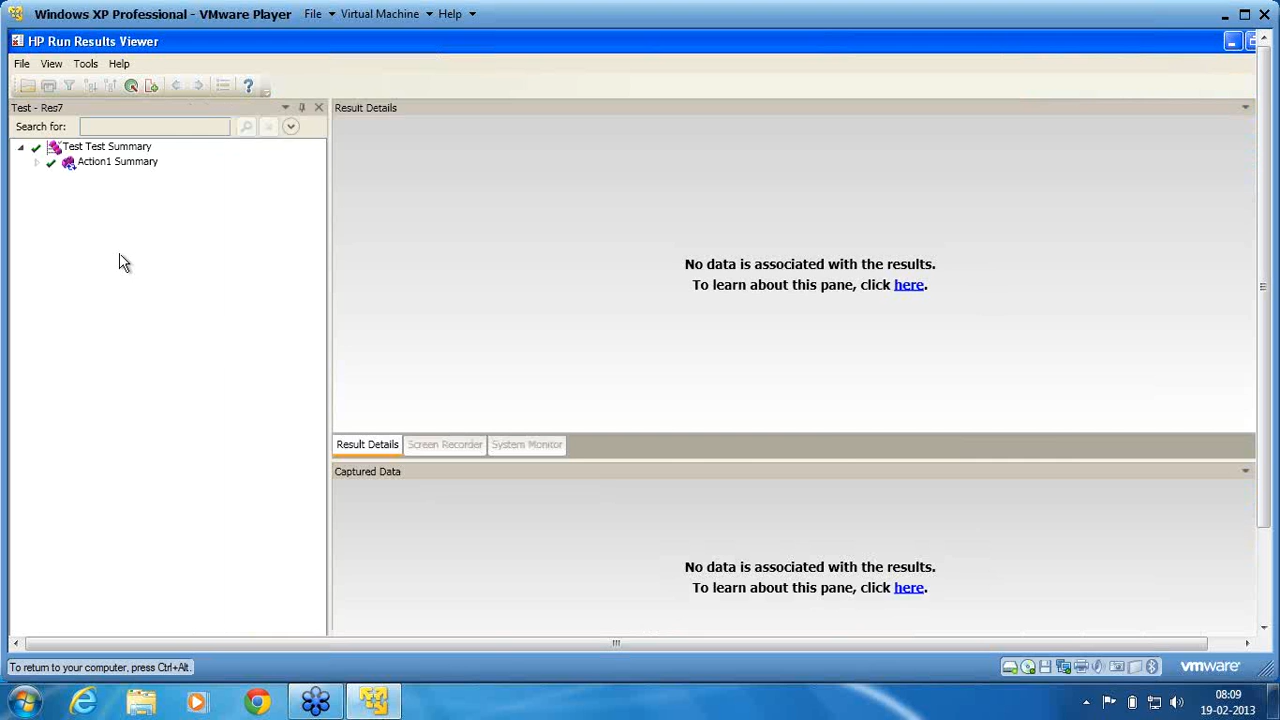 Windows XP Professional - VMware Player File Virtual Machine Help
HP Run Results Viewer
File View Tools Help
Test - Res7
Search for:
Test Test Summary
Action1 Summary
Result Details
No data is associated with the results.
To learn about this pane, click here.
Result Details Screen Recorder System Monitor
Captured Data
No data is associated with the results.
To learn about this pane, click here.
To return to your computer, press Ctrl+Alt.
vmware
08:09
19-02-2013